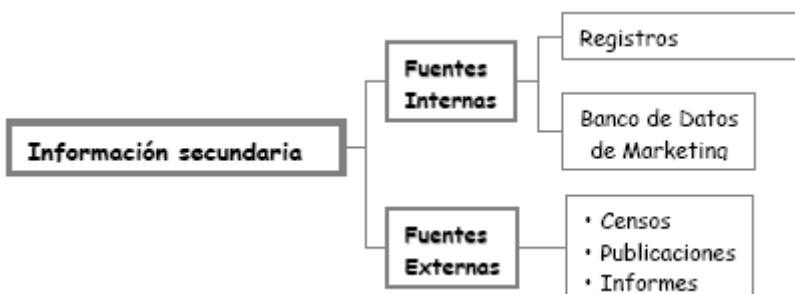 Información secundaria
Fuentes
Internas
Registros
Banco de Datos
de Marketing
Fuentes
Externas
• Censos
• Publicaciones
• Informes